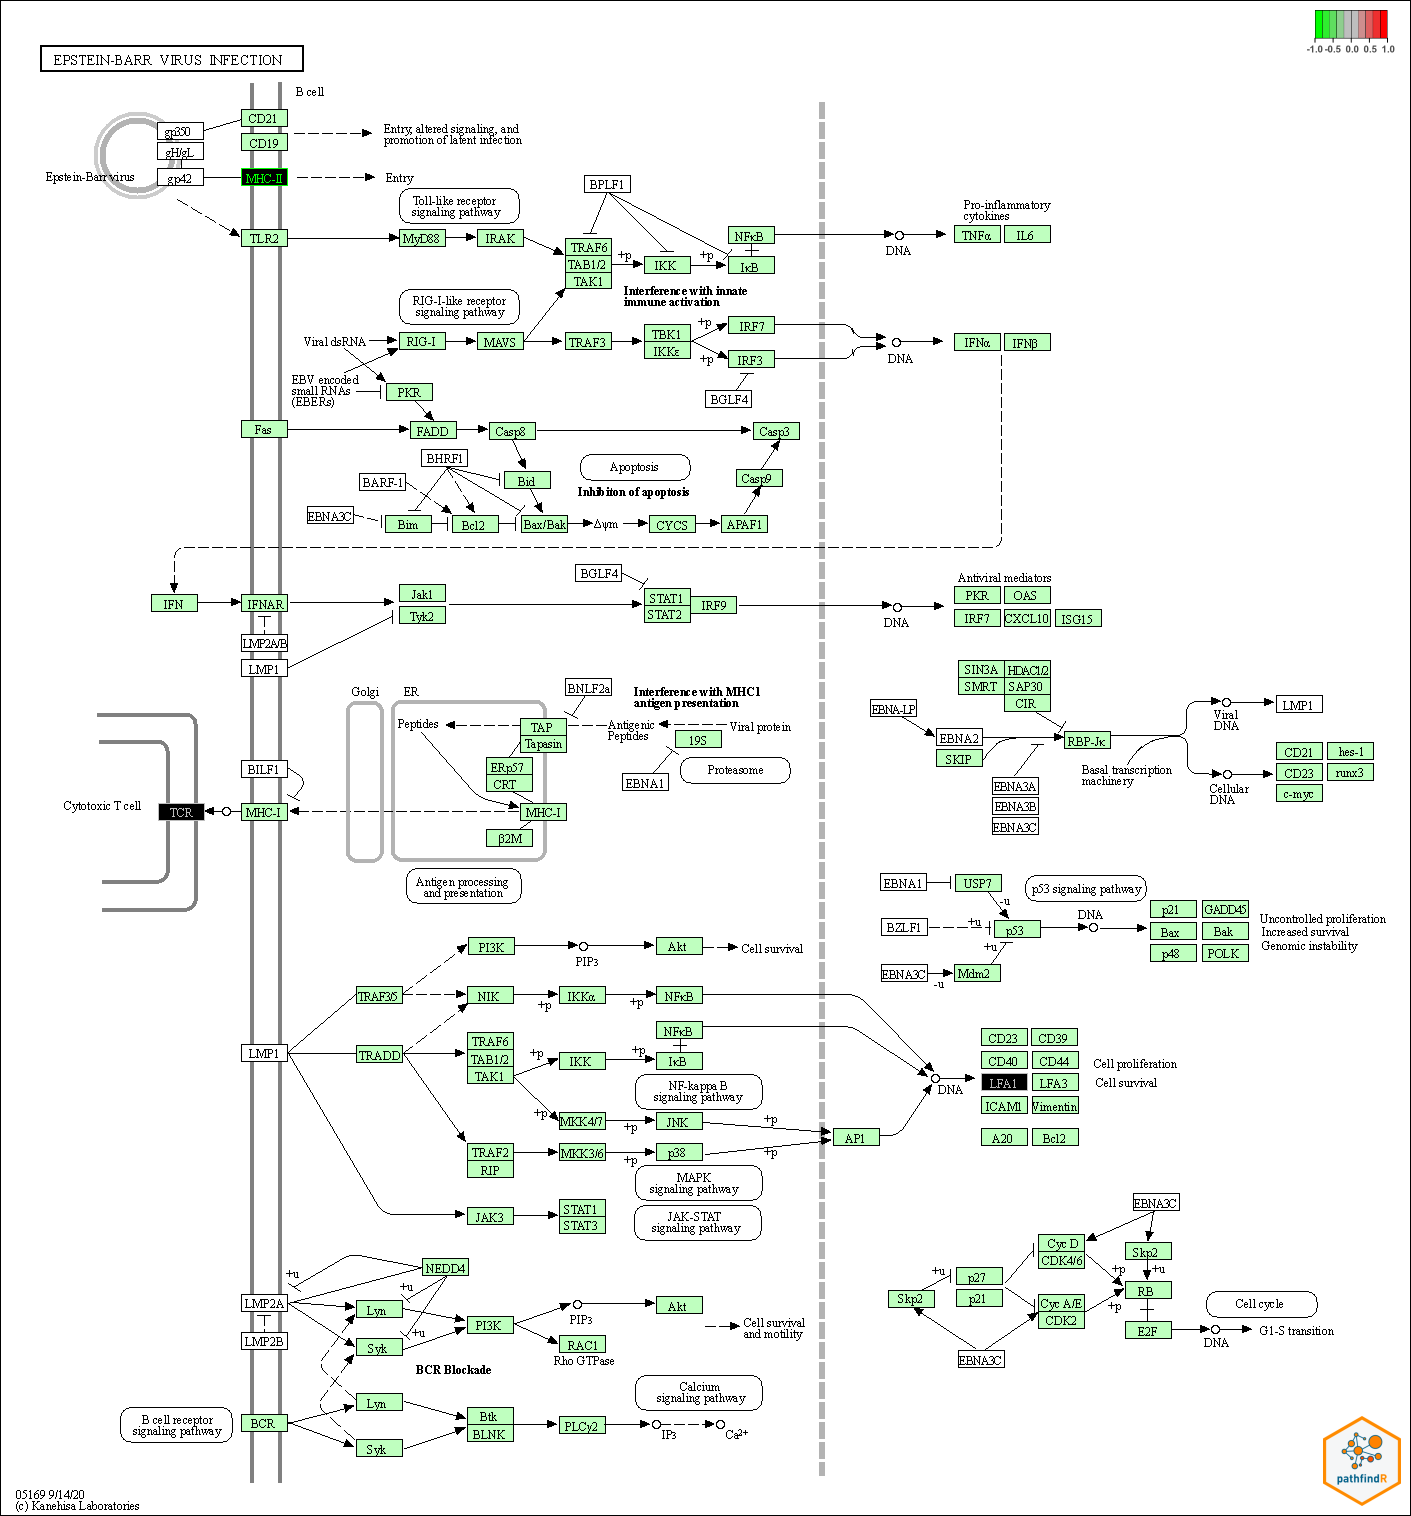 -1.0 -0.5 0.0 0.5 1.0
EPSTEIN-BARR VIRUS INFECTION
B cell
gp350
CD21
gH/gL
CD19
Entry, altered signaling, and
promotion of latent infection
Epstein-Barr virus
gp42
MHC-II
Entry
BPLF1
Toll-like receptor
signaling pathway
Pro-inflammatory
cytokines
TLR2
MyD88
IRAK
TRAF6
TAB1/2
TAK1
+p
IKK
+p
NFκB
IκB
DNA
TNFα
IL6
Interference with innate
immune activation
RIG-I-like receptor
signaling pathway
Viral dsRNA
RIG-I
MAVS
TRAF3
TBK1
IKKε
+p
+p
IRF7
IRF3
DNA
IFNα
IFNβ
BGLF4
EBV encoded
small RNAs
(EBERs)
PKR
Fas
FADD
Casp8
Casp3
BHRF1
Apoptosis
BARF-1
Bid
Casp9
Inhibiton of apoptosis
EBNA3C
Bim
Bcl2
Bax/Bak
Δψm
CYCS
APAF1
BGLF4
IFN
IFNAR
Jak1
Tyk2
STAT1
STAT2
IRF9
DNA
Antiviral mediators
PKR
OAS
IRF7
CXCL10
ISG15
LMP2A/B
LMP1
Golgi
ER
BNLF2a
Interference with MHC1
antigen presentation
Peptides
TAP
Tapasin
Antigenic
Peptides
Viral protein
19S
ERp57
CRT
EBNA1
Proteasome
BILF1
Cytotoxic T cell
TCR
MHC-I
MHC-I
β2M
Antigen processing
and presentation
SIN3A
HDAC1/2
SMRT
SAP30
CIR
EBNA-LP
EBNA2
SKIP
RBP-Jκ
Viral
DNA
LMP1
Basal transcription
machinery
Cellular
DNA
CD21
hes-1
CD23
runx3
c-myc
EBNA3A
EBNA3B
EBNA3C
EBNA1
USP7
p53 signaling pathway
-u
BZLF1
+u
p53
+u
DNA
EBNA3C
-u
Mdm2
p21
GADD45
Bax
Bak
p48
POLK
Uncontrolled proliferation
Increased survival
Genomic instability
PI3K
PIP3
Akt
Cell survival
TRAF3/5
NIK
+p
IKKα
+p
NFκB
LMP1
TRADD
TRAF6
TAB1/2
TAK1
+p
IKK
+p
NFκB
IκB
NF-kappa B
signaling pathway
+p
MKK4/7
+p
JNK
+p
TRAF2
RIP
MKK3/6
+p
p38
+p
AP1
MAPK
signaling pathway
JAK3
STAT1
STAT3
JAK-STAT
signaling pathway
DNA
CD23
CD39
CD40
CD44
LFA1
LFA3
ICAM1
Vimentin
A20
Bcl2
Cell proliferation
Cell survival
EBNA3C
Cyc D
CDK4/6
Skp2
+u
+p
p27
p21
+u
Skp2
Cyc A/E
CDK2
+p
RB
E2F
Cell cycle
DNA
G1-S transition
EBNA3C
NEDD4
+u
LMP2A
+u
Lyn
+u
LMP2B
Syk
PI3K
PIP3
Akt
RAC1
Rho GTPase
Cell survival
and motility
BCR Blockade
Calcium
signaling pathway
B cell receptor
signaling pathway
BCR
Lyn
Syk
Btk
BLNK
PLCγ2
IP3
Ca2+
pathfindR
05169 9/14/20
(c) Kanehisa Laboratories